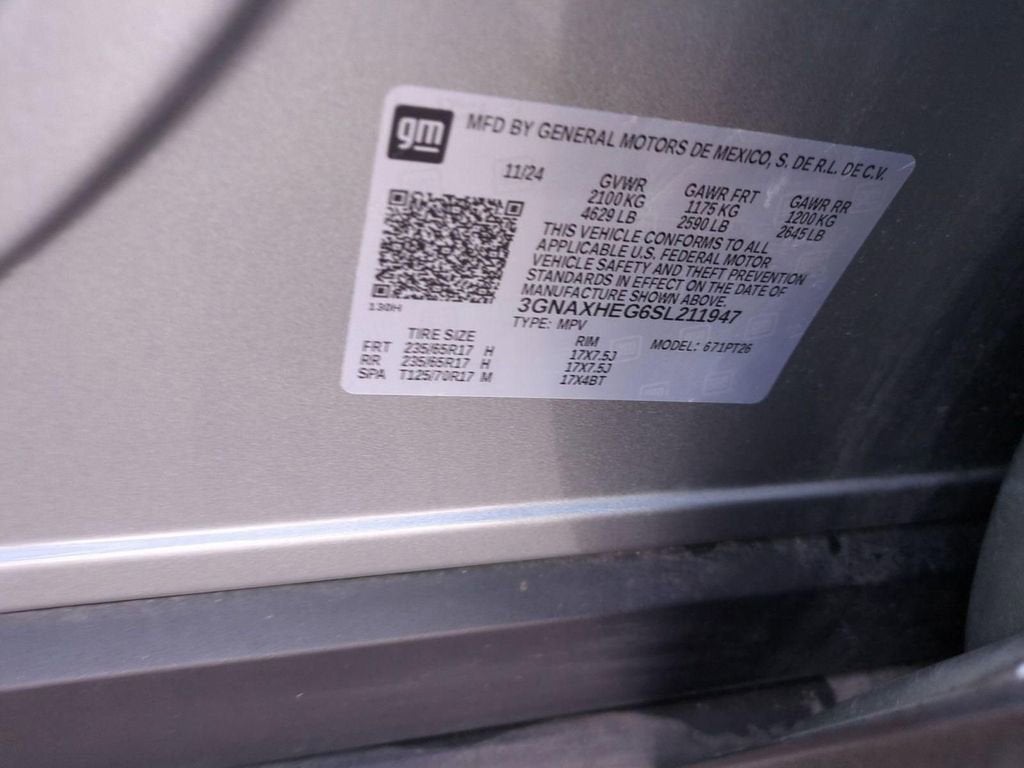 gm
MFD BY GENERAL MOTORS DE MEXICO, S. DE R.L. DE C.V.
11/24 GVWR GAWR FRT GAWR RR
2100 KG 1175 KG 1200 KG
4629 LB 2590 LB 2645 LB
THIS VEHICLE CONFORMS TO ALL
APPLICABLE U.S. FEDERAL MOTOR
VEHICLE SAFETY AND THEFT PREVENTION
STANDARDS IN EFFECT ON THE DATE OF
MANUFACTURE SHOWN ABOVE.
130H
3GNAXHEG6SL211947
TYPE: MPV
TIRE SIZE RIM MODEL: 671PT26
FRT 235/65R17 H 17X7.5J
RR 235/65R17 H 17X7.5J
SPA T125/70R17 M 17X4BT